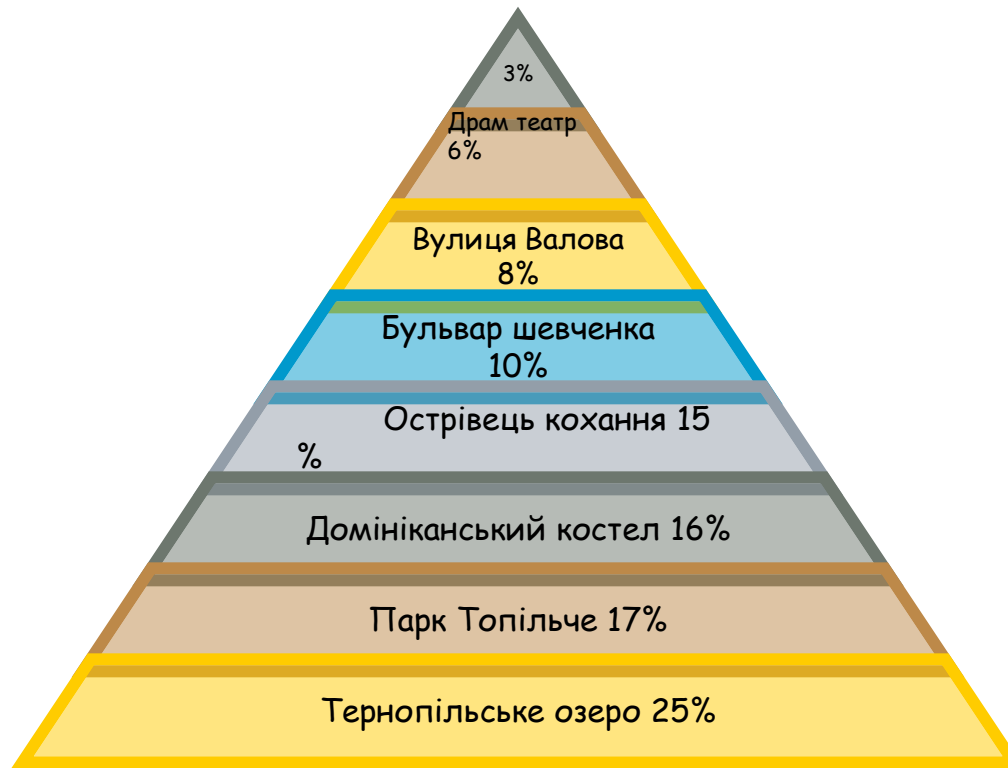 3%
Драм театр
6%
Вулиця Валова
8%
Бульвар шевченка
10%
Острівець кохання 15
%
Домініканський костел 16%
Парк Топільче 17%
Тернопільське озеро 25%